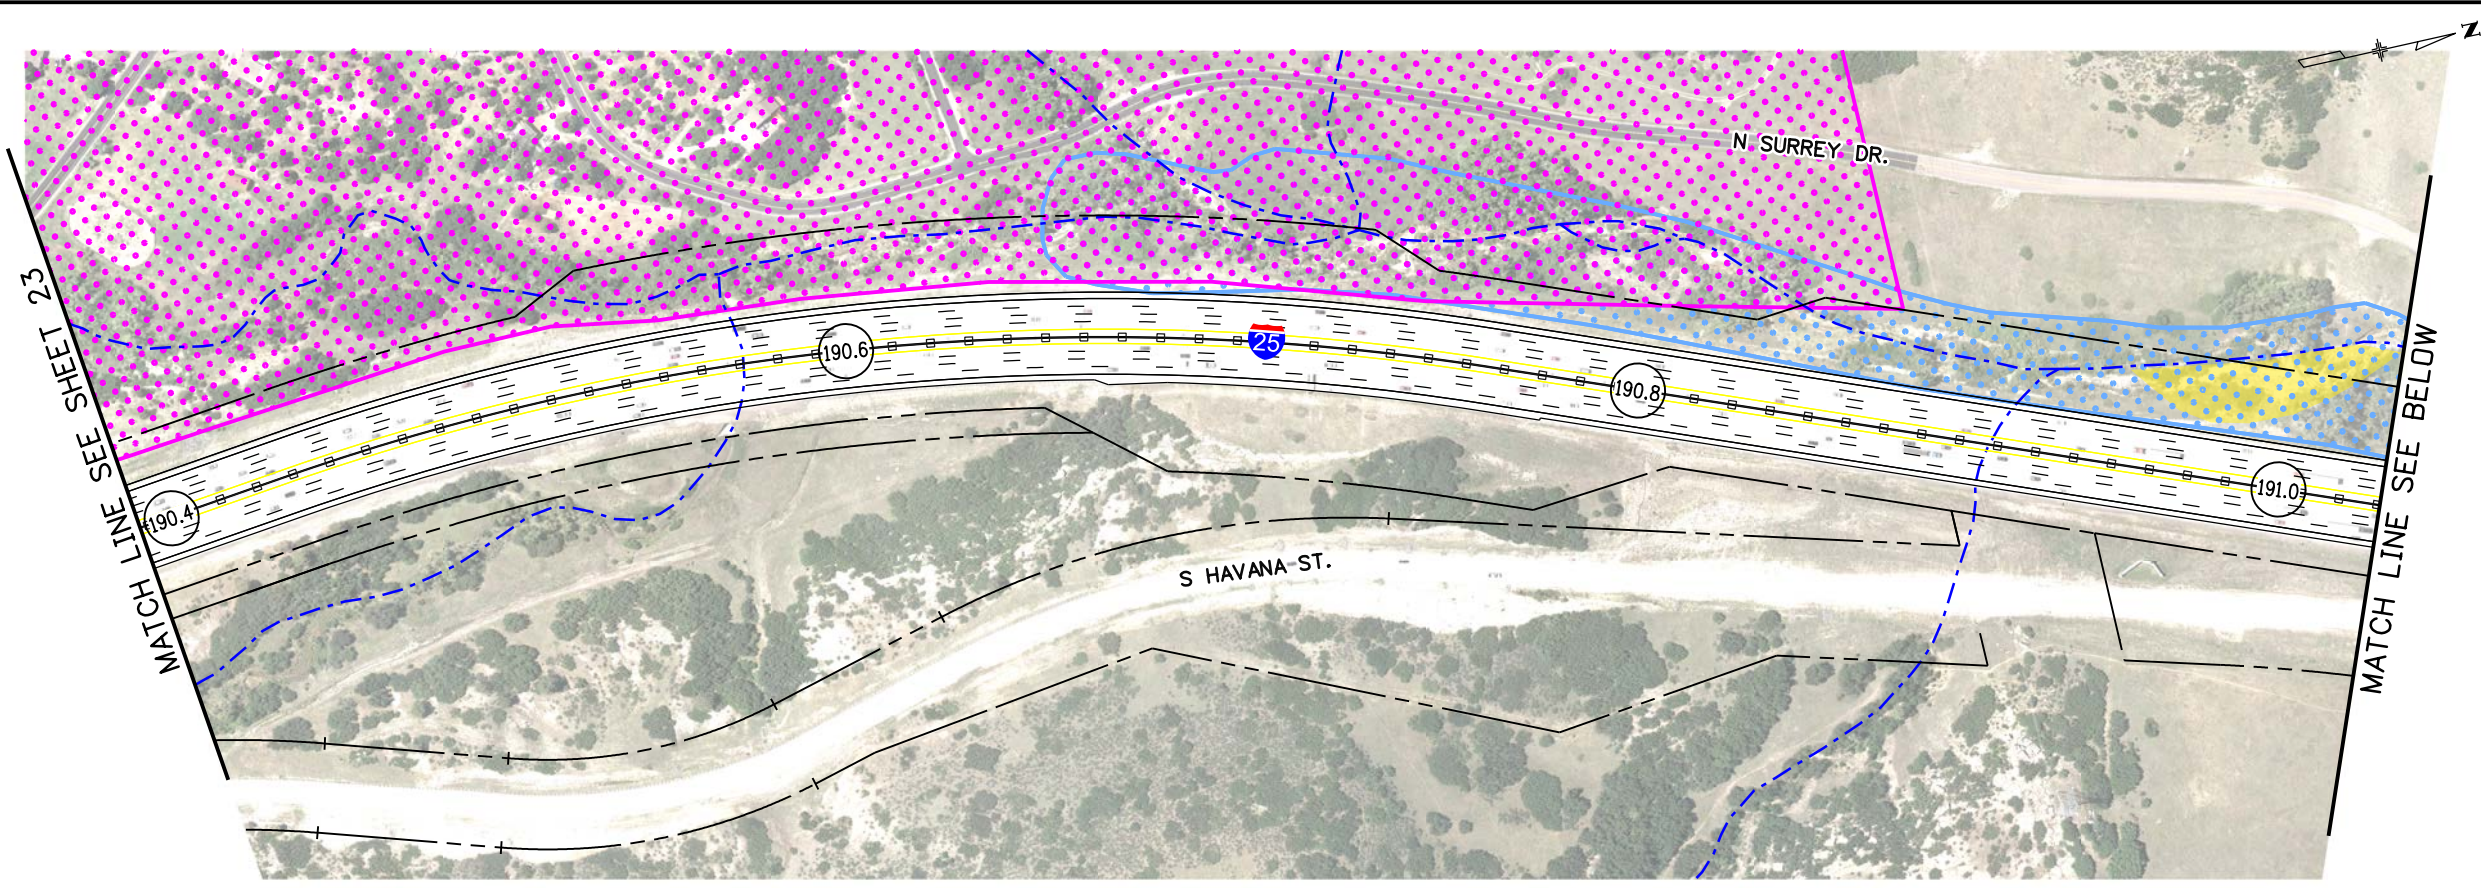 N
N SURREY DR.
MATCH LINE SEE SHEET 23
190.4
190.6
25
190.8
191.0
S HAVANA ST.
MATCH LINE SEE BELOW